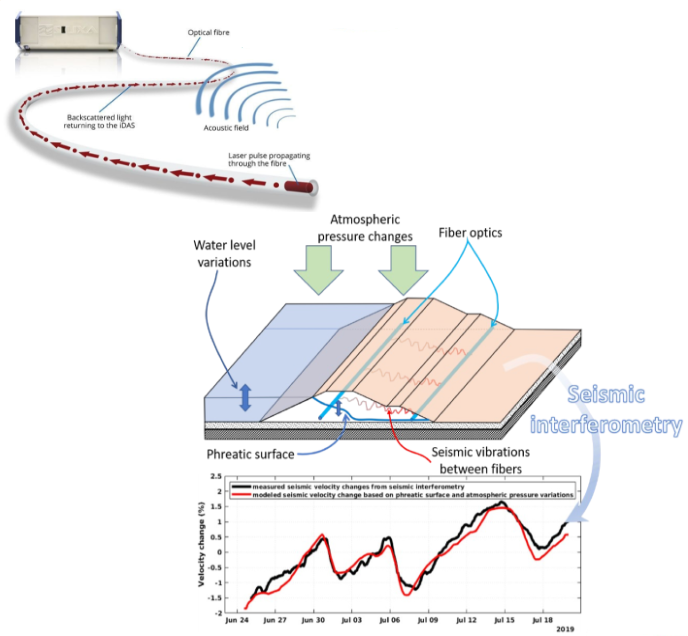 Optical fibre
Backscattered light
returning to the iDAS
Acoustic field
Laser pulse propagating
through the fibre
Atmospheric
pressure changes
Fiber optics
Water level
variations
Seismic
interferometry
Phreatic surface
Seismic vibrations
between fibers
measured seismic velocity changes from seismic interferometry
modeled seismic velocity change based on phreatic surface and atmospheric pressure variations
Velocity change (%)
2.5
2
1.5
1
0.5
0
-0.5
-1
-1.5
-2
Jun 24
Jun 27
Jun 30
Jul 03
Jul 06
Jul 09
Jul 12
Jul 15
Jul 18
2019